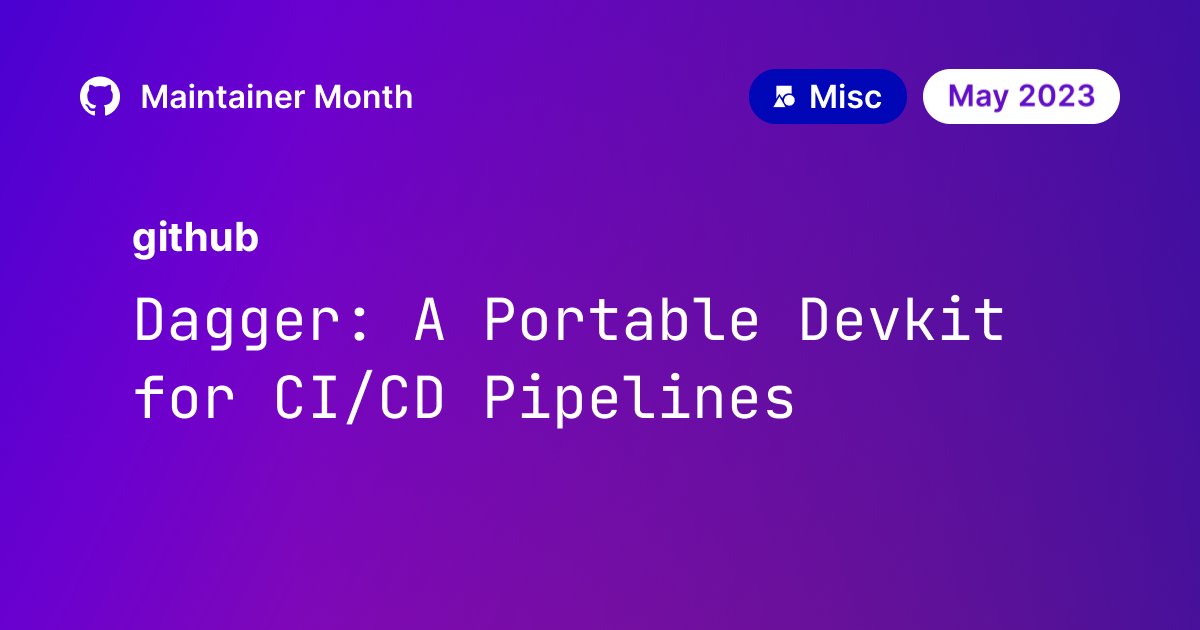 Maintainer Month
Misc
May 2023
github
Dagger: A Portable Devkit
for CI/CD Pipelines